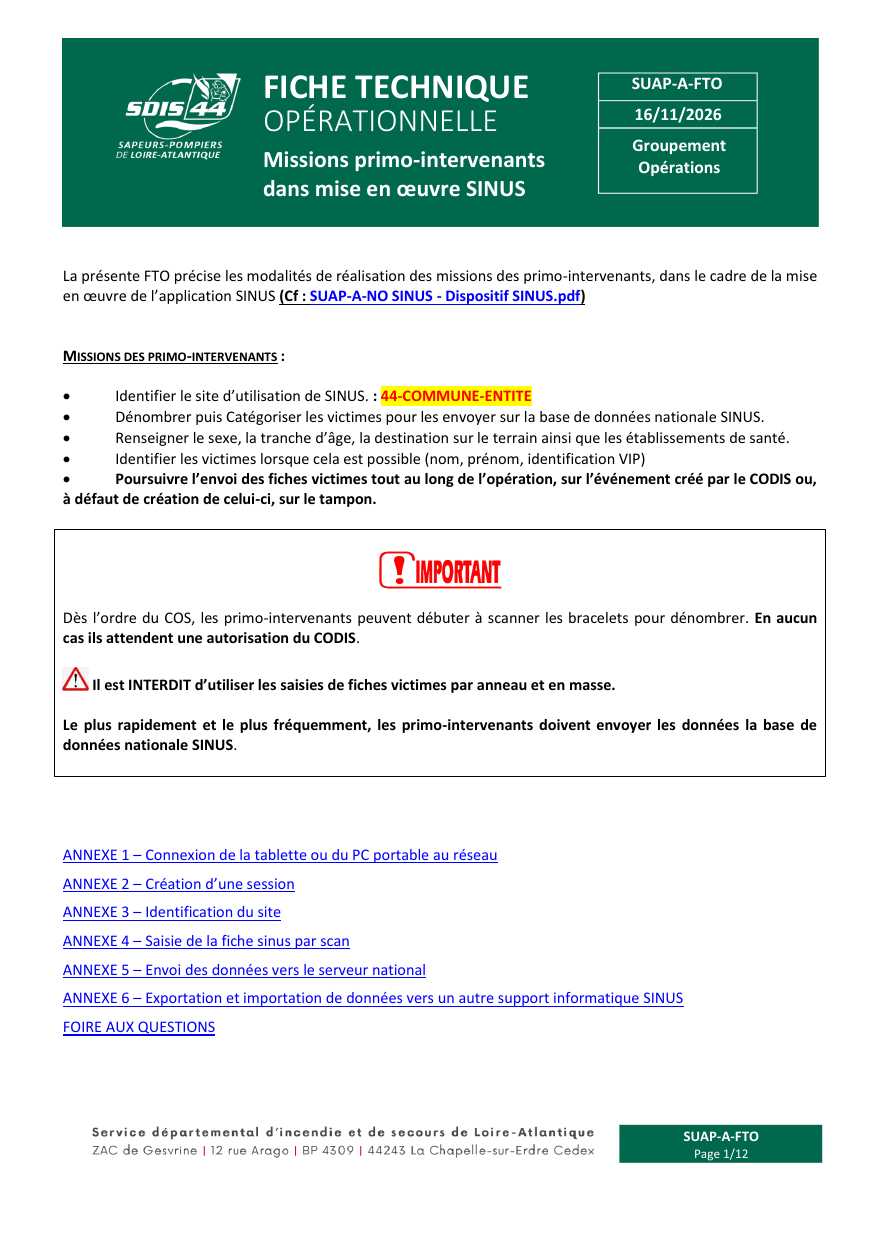 SDIS 44
SAPEURS-POMPIERS
DE LOIRE-ATLANTIQUE
FICHE TECHNIQUE
OPÉRATIONNELLE
Missions primo-intervenants
dans mise en œuvre SINUS
SUAP-A-FTO
16/11/2026
Groupement
Opérations
La présente FTO précise les modalités de réalisation des missions des primo-intervenants, dans le cadre de la mise
en œuvre de l’application SINUS (Cf : SUAP-A-NO SINUS - Dispositif SINUS.pdf)
MISSIONS DES PRIMO-INTERVENANTS :
• Identifier le site d’utilisation de SINUS. : 44-COMMUNE-ENTITE
• Dénombrer puis Catégoriser les victimes pour les envoyer sur la base de données nationale SINUS.
• Renseigner le sexe, la tranche d’âge, la destination sur le terrain ainsi que les établissements de santé.
• Identifier les victimes lorsque cela est possible (nom, prénom, identification VIP)
• Poursuivre l’envoi des fiches victimes tout au long de l’opération, sur l’événement créé par le CODIS ou,
à défaut de création de celui-ci, sur le tampon.
! IMPORTANT
Dès l’ordre du COS, les primo-intervenants peuvent débuter à scanner les bracelets pour dénombrer. En aucun
cas ils attendent une autorisation du CODIS.
Il est INTERDIT d’utiliser les saisies de fiches victimes par anneau et en masse.
Le plus rapidement et le plus fréquemment, les primo-intervenants doivent envoyer les données la base de
données nationale SINUS.
ANNEXE 1 – Connexion de la tablette ou du PC portable au réseau
ANNEXE 2 – Création d’une session
ANNEXE 3 – Identification du site
ANNEXE 4 – Saisie de la fiche sinus par scan
ANNEXE 5 – Envoi des données vers le serveur national
ANNEXE 6 – Exportation et importation de données vers un autre support informatique SINUS
FOIRE AUX QUESTIONS
Service départemental d’incendie et de secours de Loire-Atlantique
ZAC de Gesvrine | 12 rue Arago | BP 4309 | 44243 La Chapelle-sur-Erdre Cedex
SUAP-A-FTO
Page 1/12